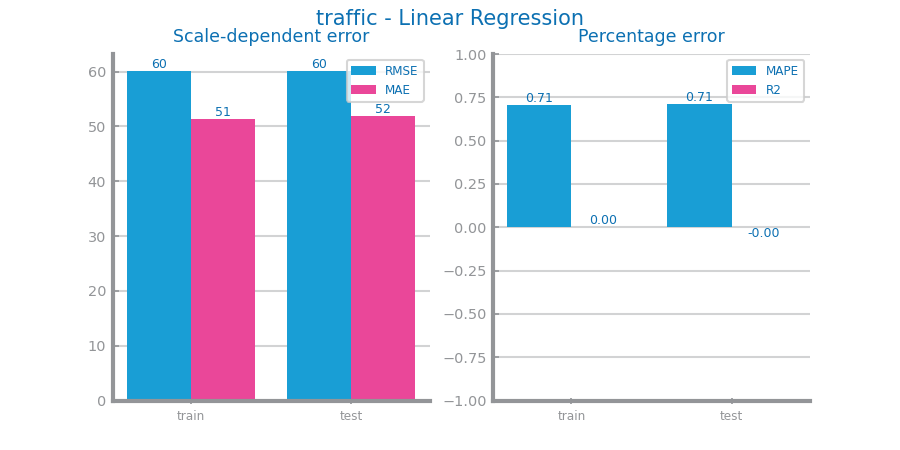 traffic - Linear Regression
Scale-dependent error
60
50
40
30
20
10
0
60
51
60
52
RMSE
MAE
train
test
Percentage error
1.00
0.75
0.50
0.25
0.00
−0.25
−0.50
−0.75
−1.00
0.71
0.00
0.71
-0.00
MAPE
R2
train
test